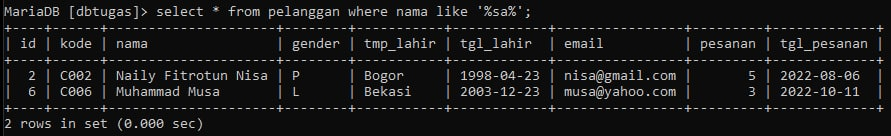 MariaDB [dbtugas]> select * from pelanggan where nama like '%sa%';
+----+------+---------------------+--------+-----------+------------+----------------+---------+-------------+
| id | kode | nama                | gender | tmp_lahir | tgl_lahir  | email          | pesanan | tgl_pesanan |
+----+------+---------------------+--------+-----------+------------+----------------+---------+-------------+
|  2 | C002 | Naily Fitrotun Nisa | P      | Bogor     | 1998-04-23 | nisa@gmail.com |       5 | 2022-08-06  |
|  6 | C006 | Muhammad Musa       | L      | Bekasi    | 2003-12-23 | musa@yahoo.com |       3 | 2022-10-11  |
+----+------+---------------------+--------+-----------+------------+----------------+---------+-------------+
2 rows in set (0.000 sec)